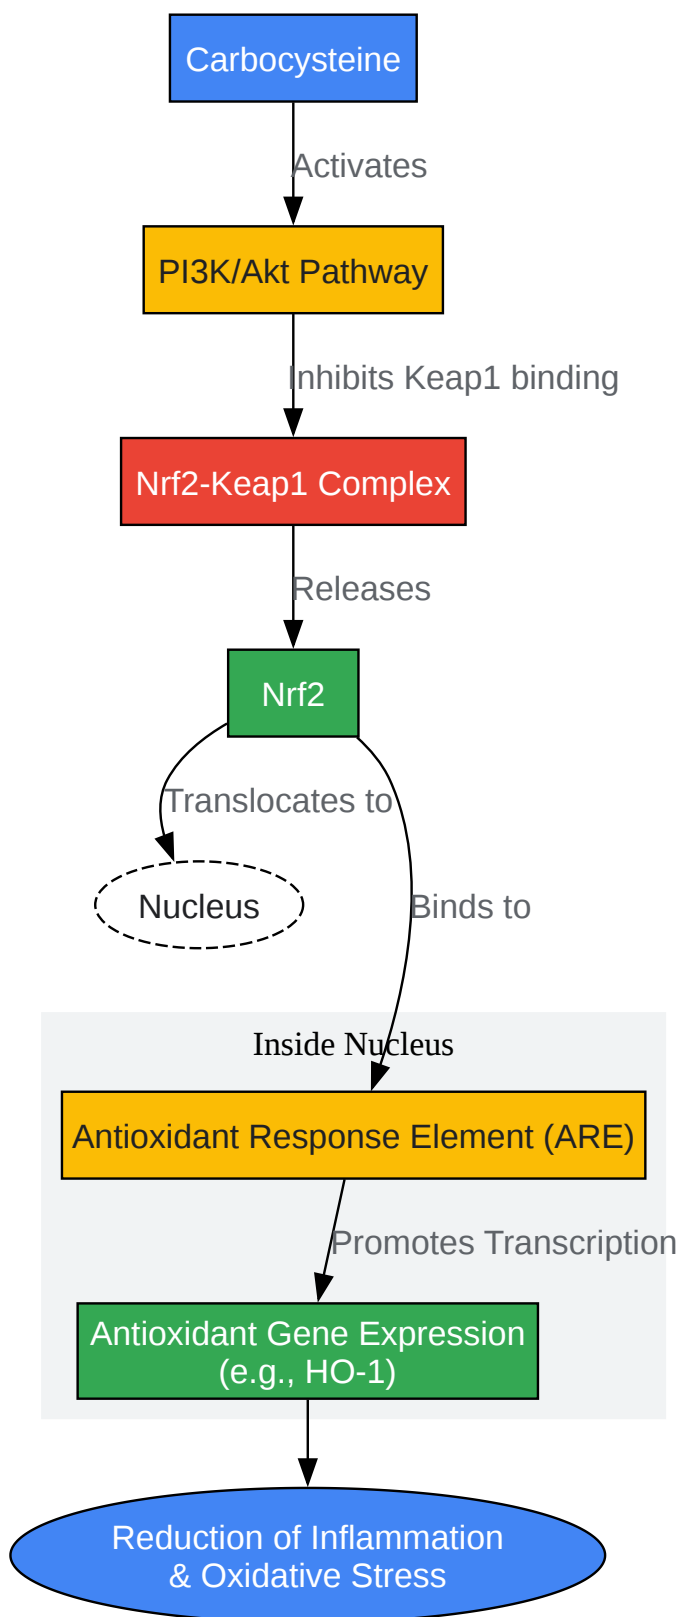 Carbocysteine
Activates
PI3K/Akt Pathway
Inhibits Keap1 binding
Nrf2-Keap1 Complex
Releases
Nrf2
Translocates to
Nucleus
Binds to
Inside Nucleus
Antioxidant Response Element (ARE)
Promotes Transcription
Antioxidant Gene Expression
(e.g., HO-1)
Reduction of Inflammation
& Oxidative Stress